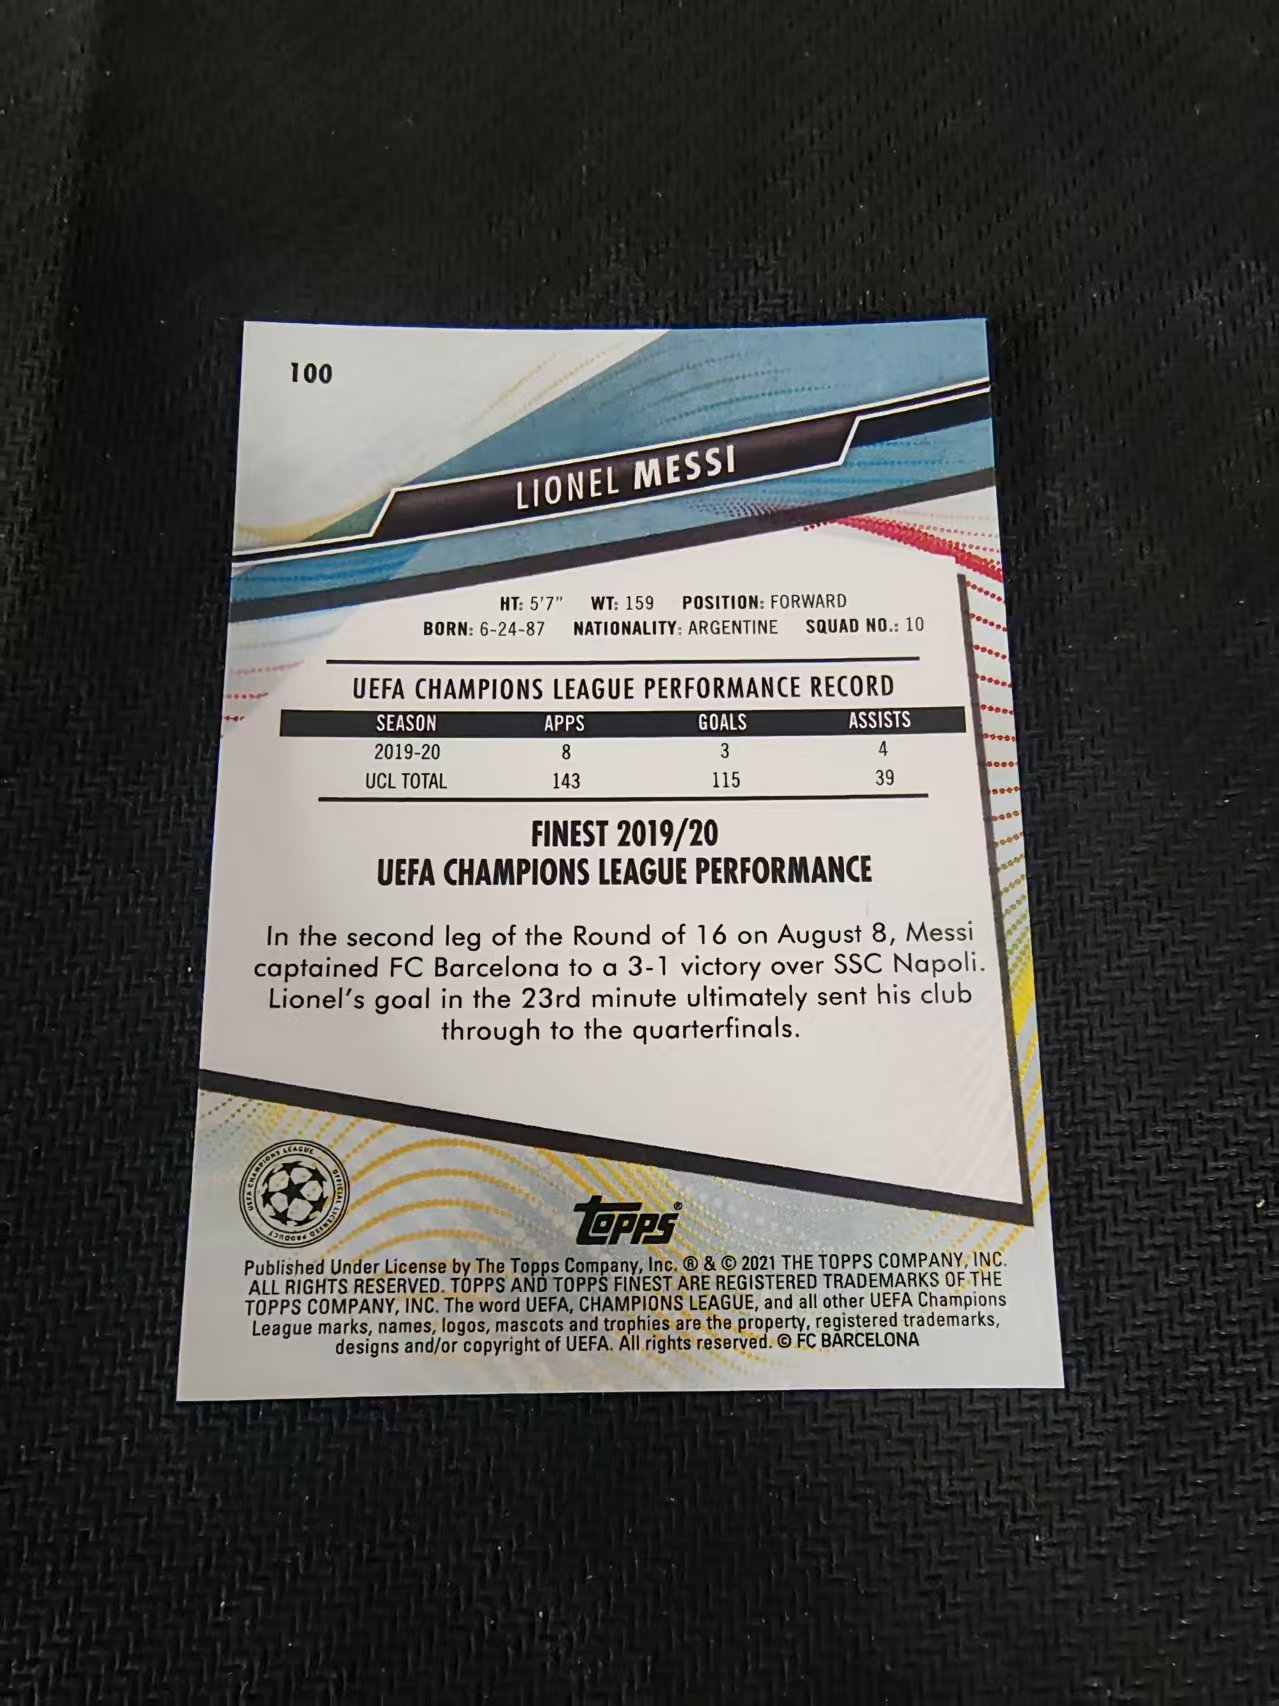 100
LIONEL MESSI
HT: 5'7" WT: 159 POSITION: FORWARD
BORN: 6-24-87 NATIONALITY: ARGENTINE SQUAD NO.: 10
UEFA CHAMPIONS LEAGUE PERFORMANCE RECORD
SEASON APPS GOALS ASSISTS
2019-20 8 3 4
UCL TOTAL 143 115 39
FINEST 2019/20
UEFA CHAMPIONS LEAGUE PERFORMANCE
In the second leg of the Round of 16 on August 8, Messi
captained FC Barcelona to a 3-1 victory over SSC Napoli.
Lionel's goal in the 23rd minute ultimately sent his club
through to the quarterfinals.
UEFA CHAMPIONS LEAGUE OFFICIAL LICENSED PRODUCT
Topps®
Published Under License by The Topps Company, Inc. ® & © 2021 THE TOPPS COMPANY, INC.
ALL RIGHTS RESERVED. TOPPS AND TOPPS FINEST ARE REGISTERED TRADEMARKS OF THE
TOPPS COMPANY, INC. The word UEFA, CHAMPIONS LEAGUE, and all other UEFA Champions
League marks, names, logos, mascots and trophies are the property, registered trademarks,
designs and/or copyright of UEFA. All rights reserved. © FC BARCELONA